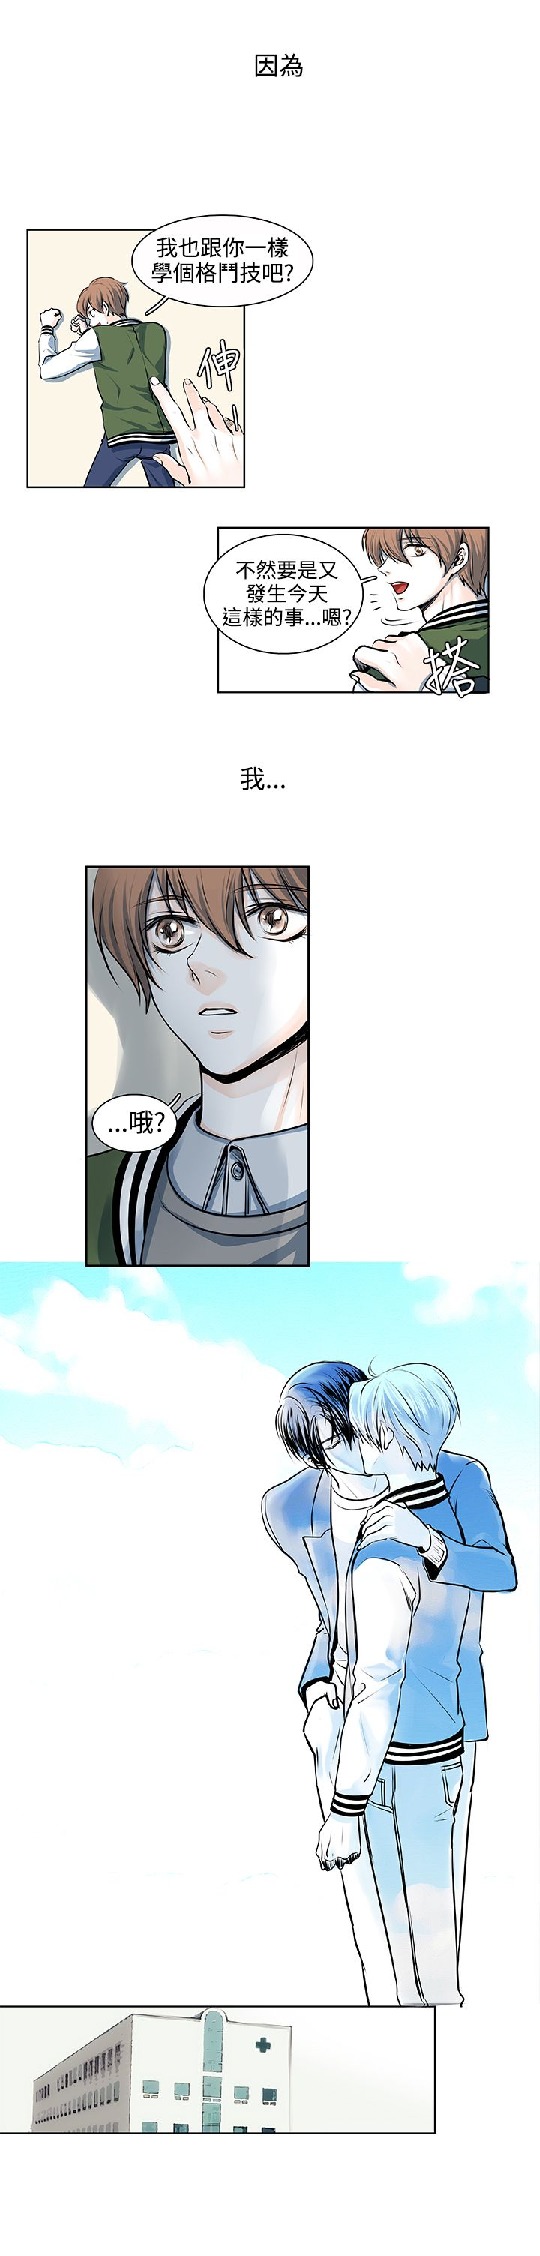 因為
我也跟你一樣
學個格鬥技吧?
伸
不然要是又
發生今天
這樣的事...嗯?
搭
我...
...哦?